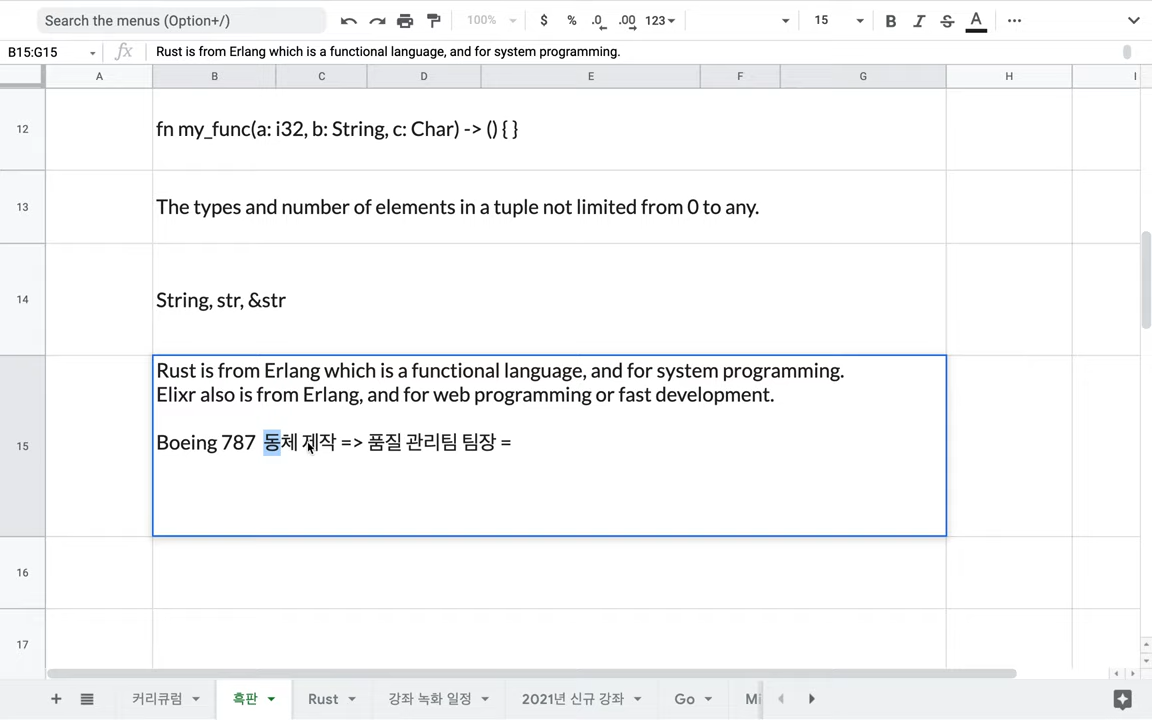 Search the menus (Option+/)
100%
$ % .0 .00 123
15
B I S A
B15:G15
fx
Rust is from Erlang which is a functional language, and for system programming.
A B C D E F G H I
12
fn my_func(a: i32, b: String, c: Char) -> () { }
13
The types and number of elements in a tuple not limited from 0 to any.
14
String, str, &str
15
Rust is from Erlang which is a functional language, and for system programming.
Elixr also is from Erlang, and for web programming or fast development.
Boeing 787 동체 제작 => 품질 관리팀 팀장 =
16
17
커리큐럼 흑판 Rust 강좌 녹화 일정 2021년 신규 강좌 Go